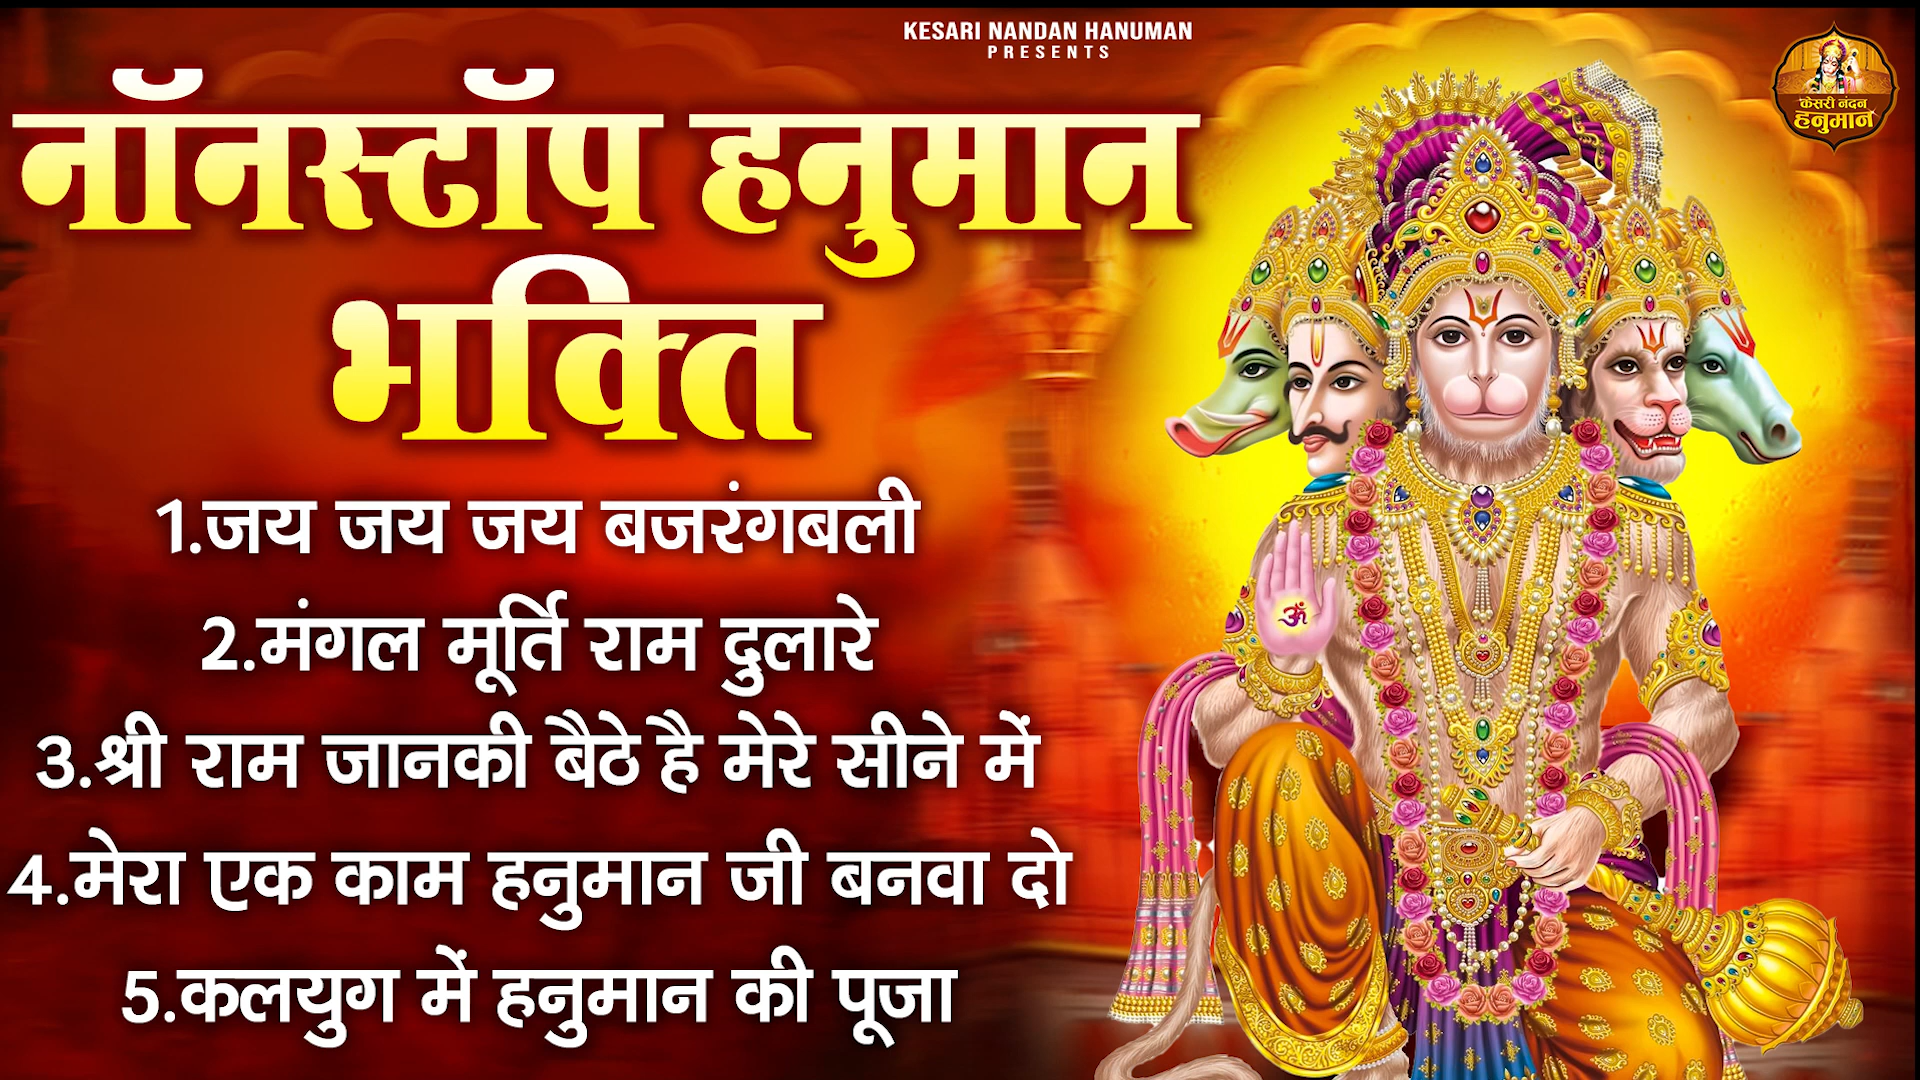 KESARI NANDAN HANUMAN
PRESENTS
केसरी नंदन
हनुमान
नॉनस्टॉप हनुमान
भक्ति
1.जय जय जय बजरंगबली
2.मंगल मूर्ति राम दुलारे
3.श्री राम जानकी बैठे है मेरे सीने में
4.मेरा एक काम हनुमान जी बनवा दो
5.कलयुग में हनुमान की पूजा
ॐ